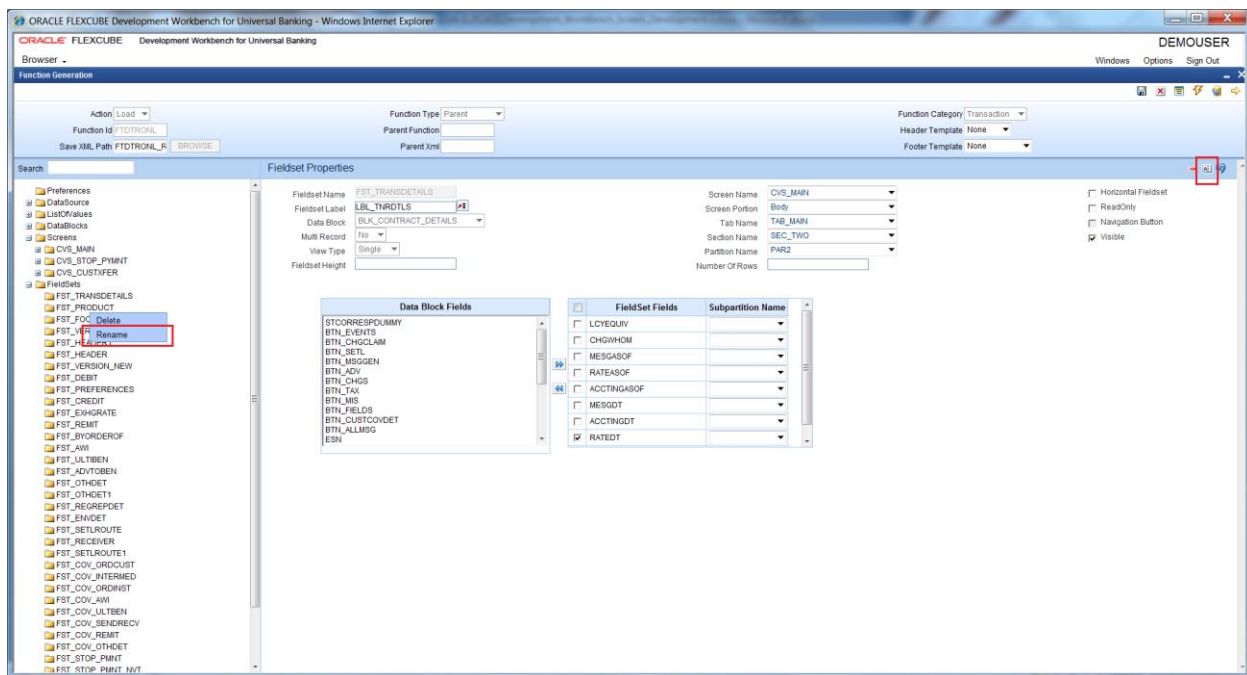 ORACLE FLEXCUBE Development Workbench for Universal Banking - Windows Internet Explorer
ORACLE FLEXCUBE Development Workbench for Universal Banking
DEMOUSER
Browser
Windows Options Sign Out
Function Generation
Action Load
Function Type Parent
Function Category Transaction
Function Id FTDTRONL
Parent Function
Header Template None
Save XML Path FTDTRONL_R BROWSE
Parent Xml
Footer Template None
Search
Fieldset Properties
Preferences
DataSource
ListOfValues
DataBlocks
Screens
CVS_MAIN
CVS_STOP_PYMNT
CVS_CUSTXFER
FieldSets
FST_TRANSDETAILS
FST_PRODUCT
FST_FOO
FST_VER
Delete
Rename
FST_HEADER
FST_VERSION_NEW
FST_DEBIT
FST_PREFERENCES
FST_CREDIT
FST_EXHGRATE
FST_REMIT
FST_BYORDEROF
FST_AWI
FST_ULTIBEN
FST_ADVTOBEN
FST_OTHDET
FST_OTHDET1
FST_REGREPDET
FST_ENVDET
FST_SETLROUTE
FST_RECEIVER
FST_SETLROUTE1
FST_COV_ORDCUST
FST_COV_INTERMED
FST_COV_ORDINST
FST_COV_AWI
FST_COV_ULTBEN
FST_COV_SENDRECV
FST_COV_REMIT
FST_COV_OTHDET
FST_STOP_PMNT
FST_STOP_PMNT_NVT
Fieldset Name FST_TRANSDETAILS
Fieldset Label LBL_TNRDTLS
Data Block BLK_CONTRACT_DETAILS
Multi Record No
View Type Single
Fieldset Height
Screen Name CVS_MAIN
Screen Portion Body
Tab Name TAB_MAIN
Section Name SEC_TWO
Partition Name PAR2
Number Of Rows
Horizontal Fieldset
ReadOnly
Navigation Button
Visible
Data Block Fields
STCORRESPDUMMY
BTN_EVENTS
BTN_CHGCLAIM
BTN_SETL
BTN_MSGGEN
BTN_ADV
BTN_CHGS
BTN_TAX
BTN_MIS
BTN_FIELDS
BTN_CUSTCOVDET
BTN_ALLMSG
ESN
FieldSet Fields Subpartition Name
LCYEQUIV
CHGWHOM
MESGASOF
RATEASOF
ACCTINGASOF
MESGDT
ACCTINGDT
RATEDT